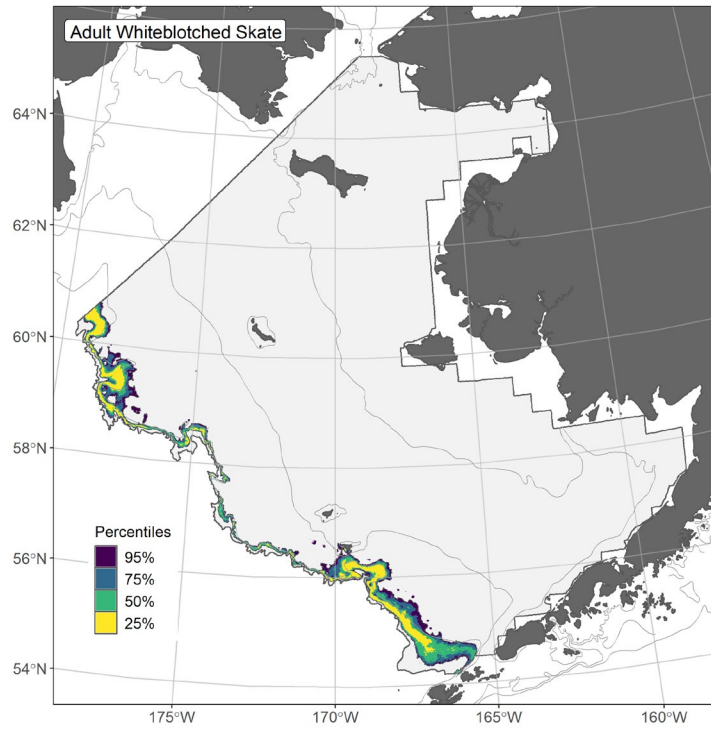 Adult Whiteblotched Skate
64°N
62°N
60°N
58°N
56°N
54°N
Percentiles
95%
75%
50%
25%
175°W
170°W
165°W
160°W